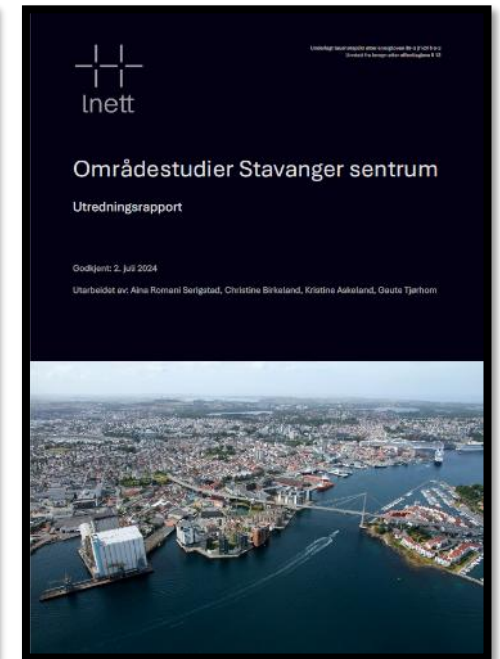 lnett
Områdestudier Stavanger sentrum
Utredningsrapport
Godkjent: 2. juli 2024
Utarbeidet av: Aina Romani Serigstad, Christine Birkeland, Kristine Askeland, Gaute Tjørhom